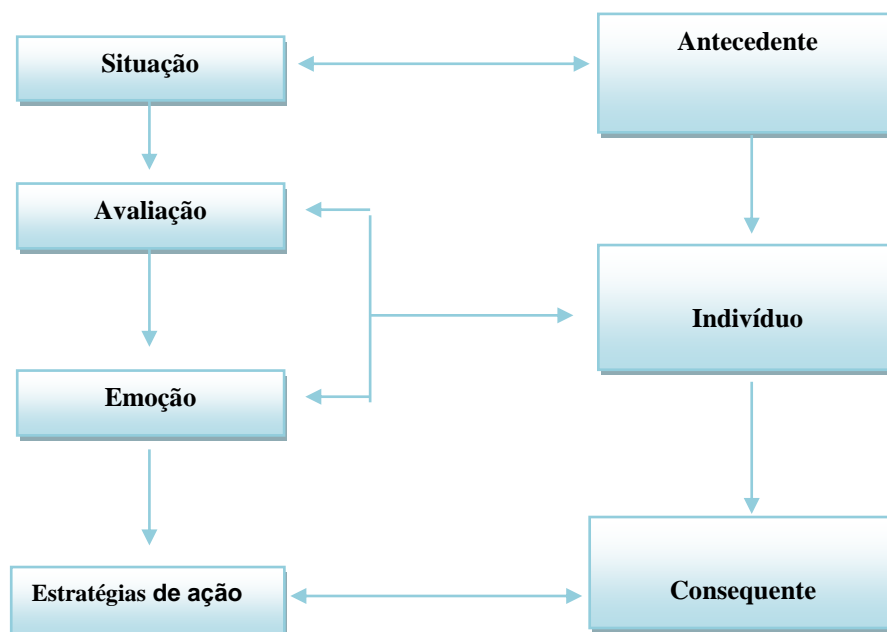 Situação
Antecedente
Avaliação
Indivíduo
Emoção
Estratégias de ação
Consequente